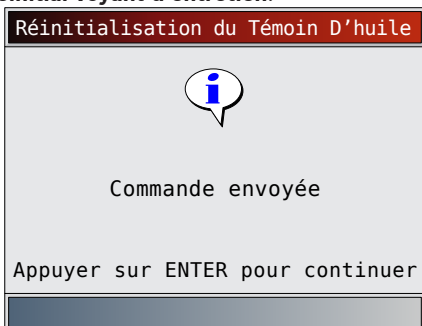 Réinitialisation du Témoin D'huile
i
Commande envoyée
Appuyer sur ENTER pour continuer